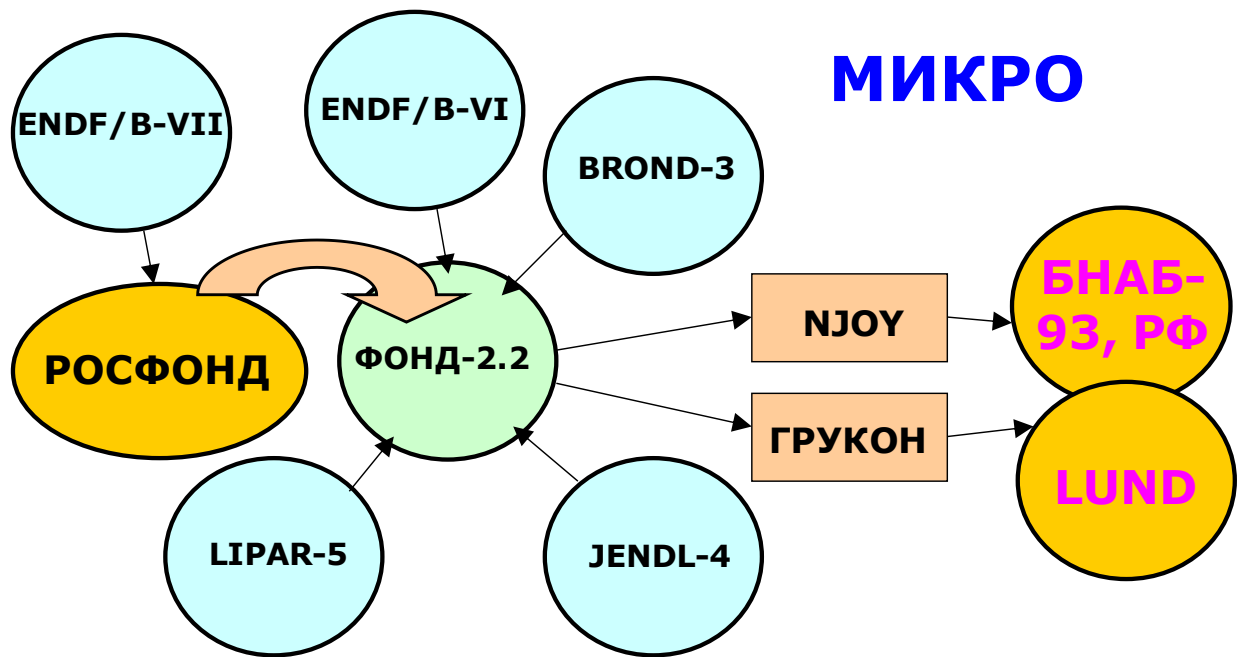 МИКРО
ENDF/B-VII
ENDF/B-VI
BROND-3
РОСФОНД
ФОНД-2.2
NJOY
БНАБ-
93, РФ
ГРУКОН
LUND
LIPAR-5
JENDL-4